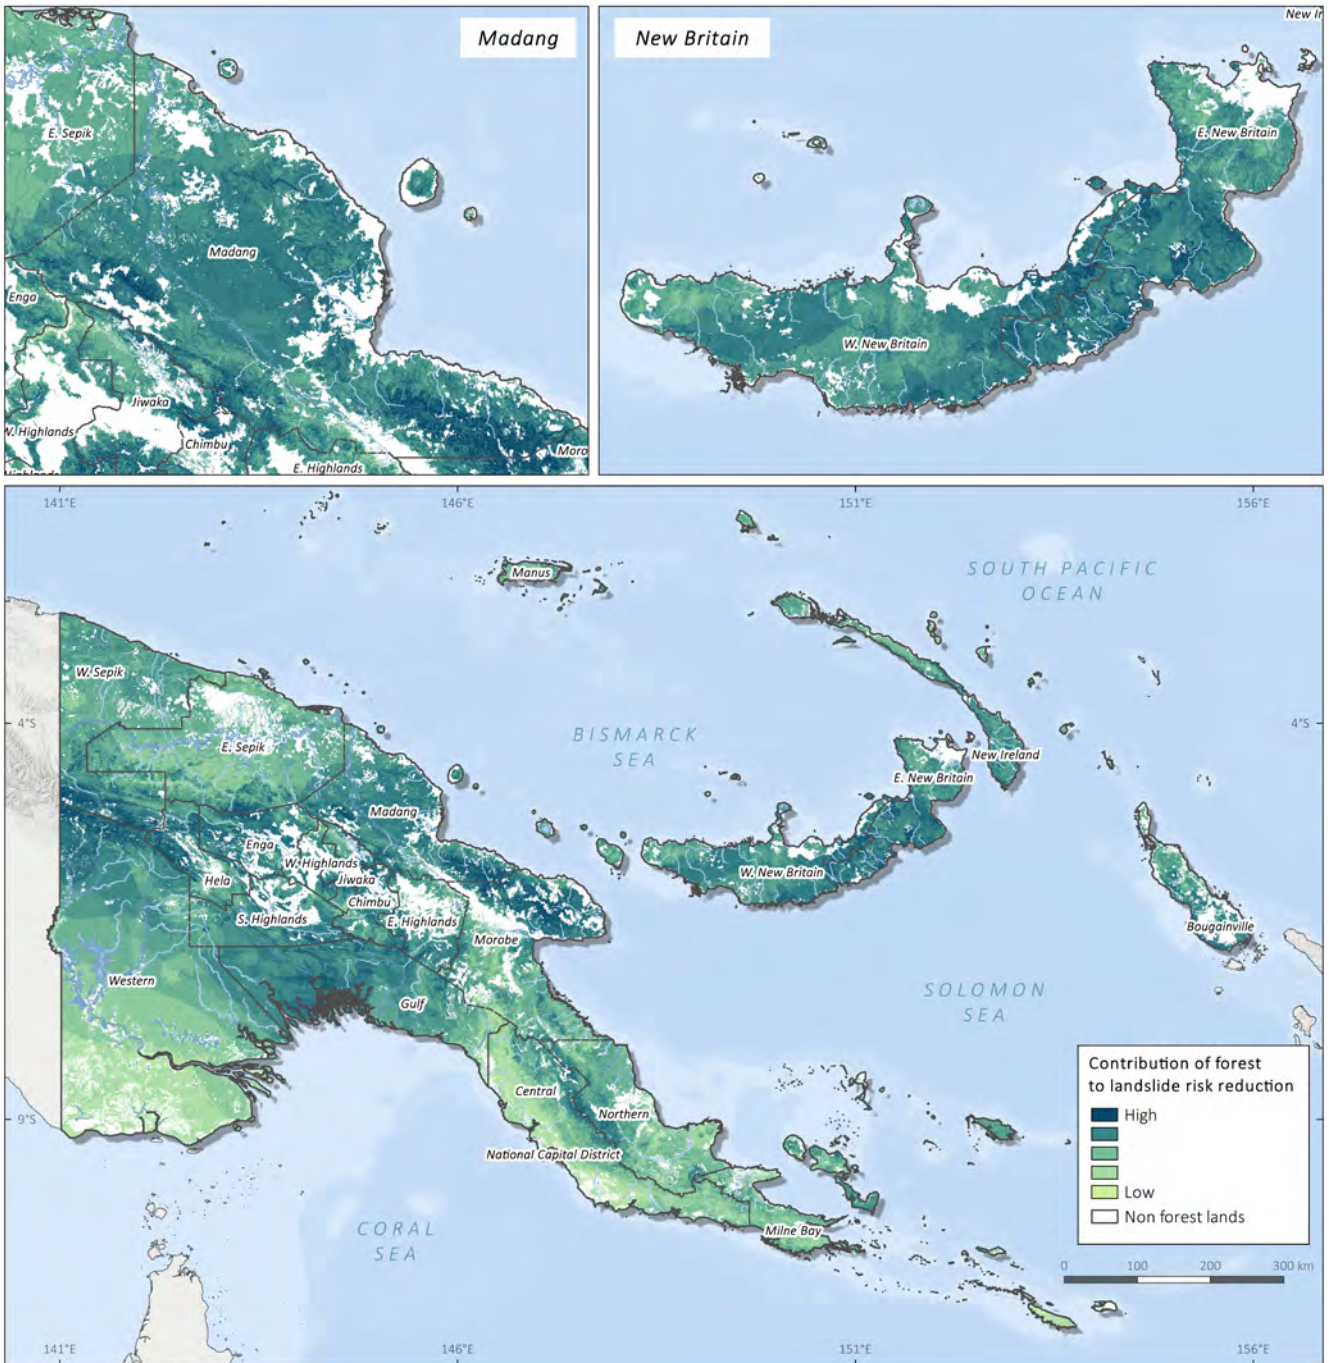 Madang
E. Sepik
Madang
Enga
Jiwaka
W. Highlands
Chimbu
E. Highlands
Moro
New Britain
New Ir
E. New Britain
W. New Britain
141°E
146°E
151°E
156°E
SOUTH PACIFIC
OCEAN
Manus
W. Sepik
4°S
4°S
BISMARCK
SEA
E. Sepik
New Ireland
E. New Britain
Madang
Enga
W. Highlands
Hela
Jiwaka
W. New Britain
Chimbu
S. Highlands
E. Highlands
Morobe
Bougainville
Western
Gulf
SOLOMON
SEA
Central
Northern
9°S
National Capital District
Milne Bay
CORAL
SEA
Contribution of forest
to landslide risk reduction
High
Low
Non forest lands
0 100 200 300 km
141°E
146°E
151°E
156°E